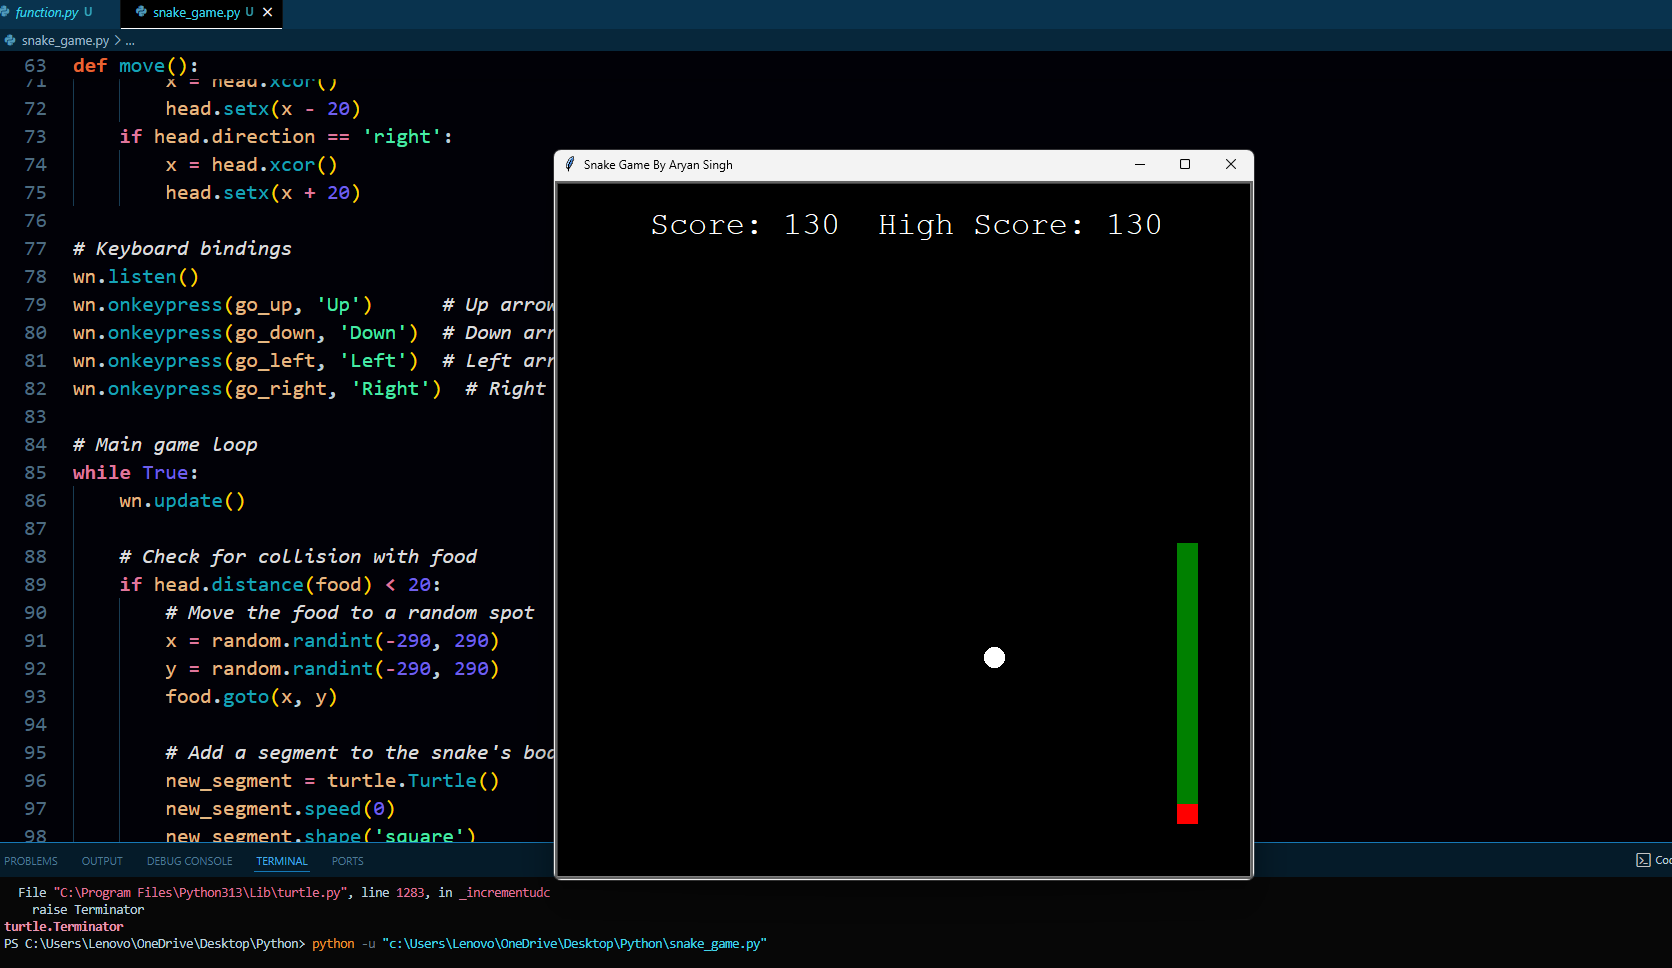 function.py U
snake_game.py U
snake_game.py > ...
63 def move():
71 x = head.xcor()
72 head.setx(x - 20)
73 if head.direction == 'right':
74 x = head.xcor()
75 head.setx(x + 20)
76
77 # Keyboard bindings
78 wn.listen()
79 wn.onkeypress(go_up, 'Up') # Up arrow
80 wn.onkeypress(go_down, 'Down') # Down arr
81 wn.onkeypress(go_left, 'Left') # Left arr
82 wn.onkeypress(go_right, 'Right') # Right
83
84 # Main game loop
85 while True:
86 wn.update()
87
88 # Check for collision with food
89 if head.distance(food) < 20:
90 # Move the food to a random spot
91 x = random.randint(-290, 290)
92 y = random.randint(-290, 290)
93 food.goto(x, y)
94
95 # Add a segment to the snake's bod
96 new_segment = turtle.Turtle()
97 new_segment.speed(0)
98 new_segment.shape('square')
Snake Game By Aryan Singh
Score: 130 High Score: 130
PROBLEMS OUTPUT DEBUG CONSOLE TERMINAL PORTS
Cod
File "C:\Program Files\Python313\Lib\turtle.py", line 1283, in _incrementudc
raise Terminator
turtle.Terminator
PS C:\Users\Lenovo\OneDrive\Desktop\Python> python -u "c:\Users\Lenovo\OneDrive\Desktop\Python\snake_game.py"